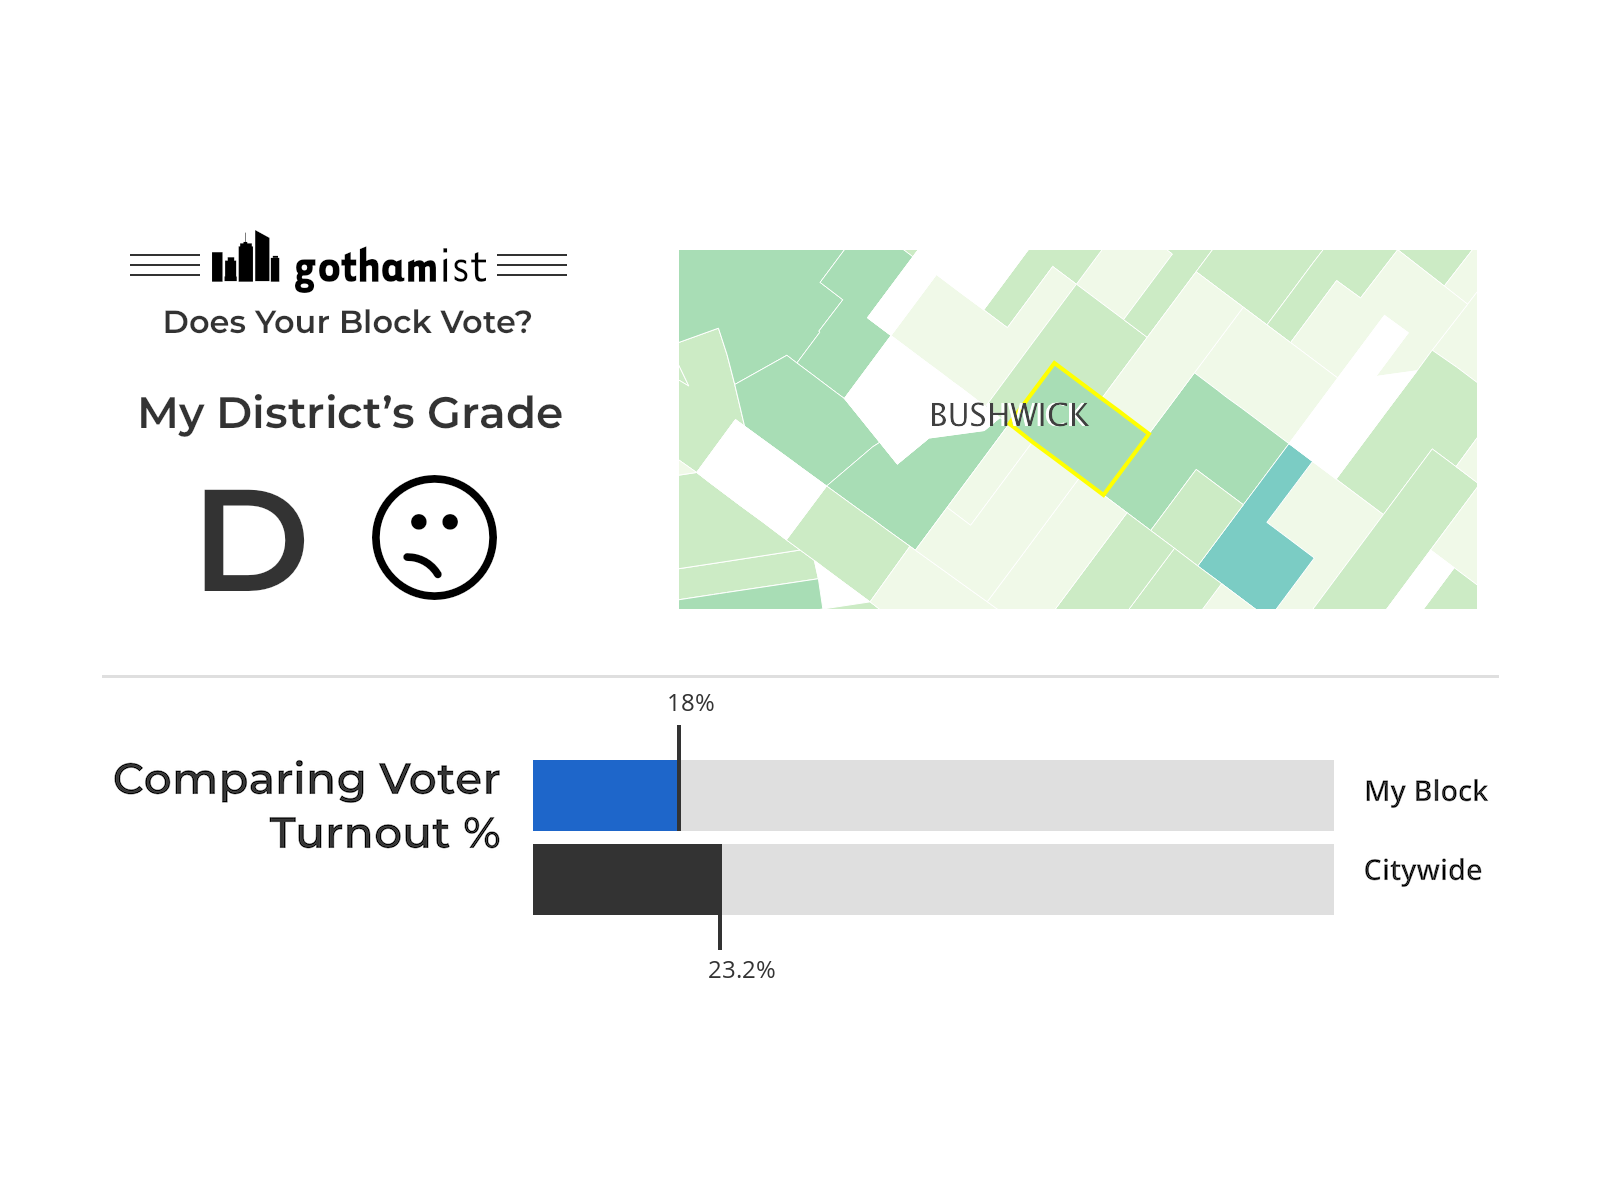 gothamist
Does Your Block Vote?
My District’s Grade
D
BUSHWICK
18%
Comparing Voter
Turnout %
My Block
Citywide
23.2%